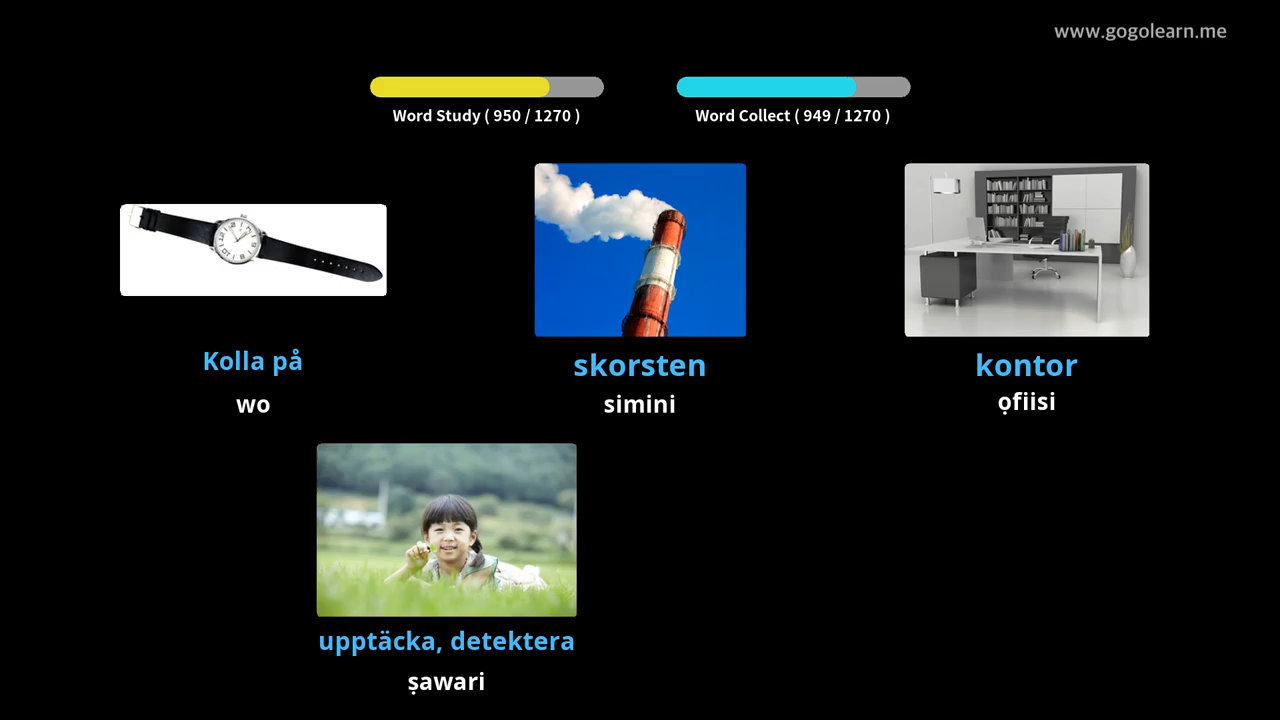 www.gogolearn.me
Word Study ( 950 / 1270 )
Word Collect ( 949 / 1270 )
Kolla på
wo
skorsten
simini
kontor
ọfiisi
upptäcka, detektera
ṣawari